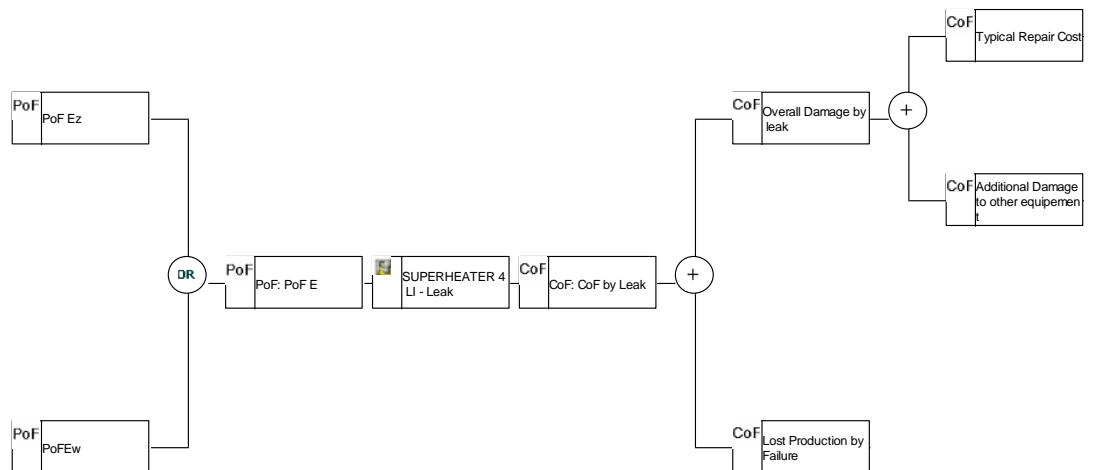 CoF
Typical Repair Cost
PoF
PoF Ez
CoF
Overall Damage by
leak
+
CoF
Additional Damage
to other equipemen
t
OR
PoF
PoF: PoF E
SUPERHEATER 4
LI - Leak
CoF
CoF: CoF by Leak
+
PoF
PoFEw
CoF
Lost Production by
Failure